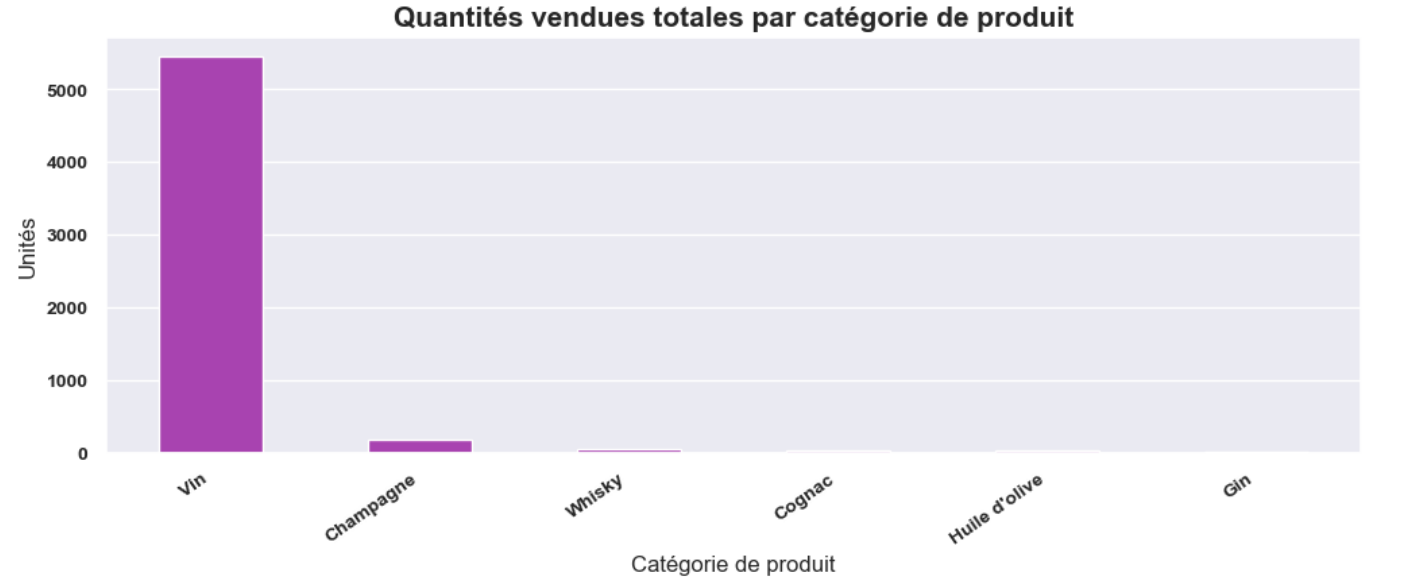 Quantités vendues totales par catégorie de produit
Unités
5000
4000
3000
2000
1000
0
Vin
Champagne
Whisky
Cognac
Huile d'olive
Gin
Catégorie de produit